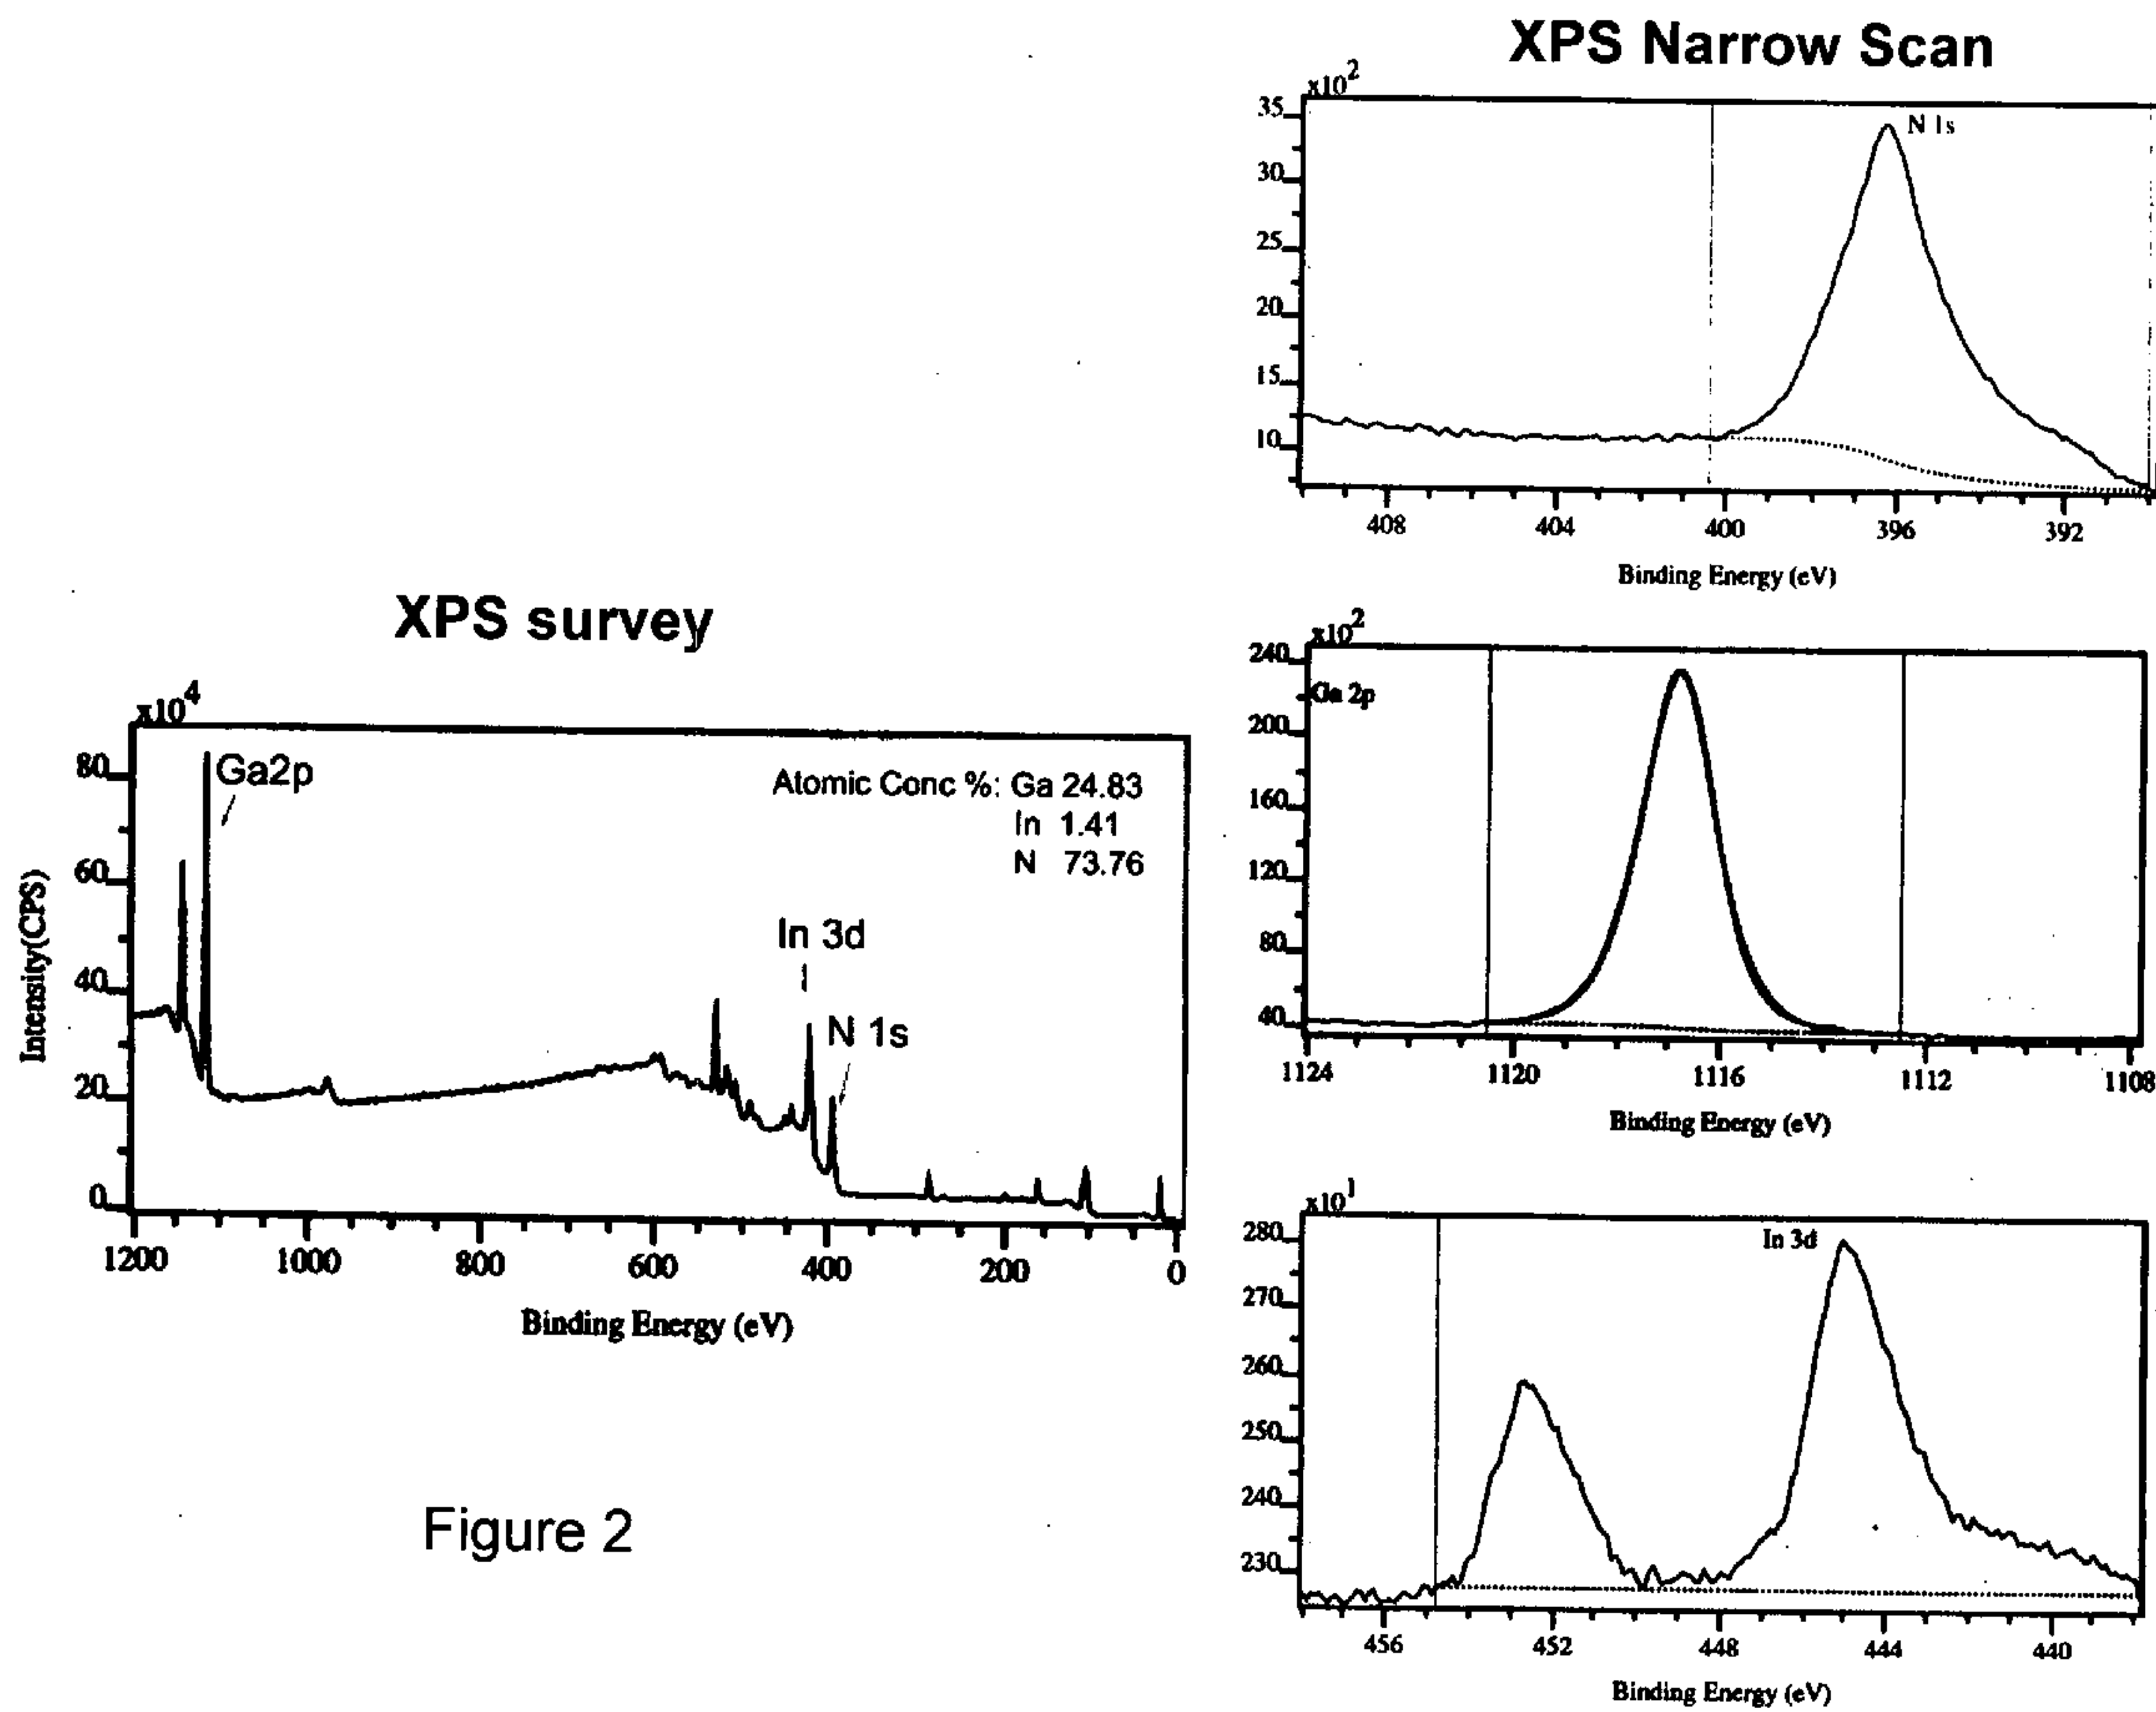 XPS Narrow Scan
x10²
35
30
25
20
15
10
N 1s
408 404 400 396 392
Binding Energy (eV)
XPS survey
x10⁴
80
60
40
20
0
Intensity(CPS)
Ga2p
Atomic Conc %: Ga 24.83
In 1.41
N 73.76
In 3d
N 1s
1200 1000 800 600 400 200 0
Binding Energy (eV)
x10²
240
200
160
120
80
40
Ga 2p
1124 1120 1116 1112 1108
Binding Energy (eV)
x10¹
280
270
260
250
240
230
In 3d
456 452 448 444 440
Binding Energy (eV)
Figure 2